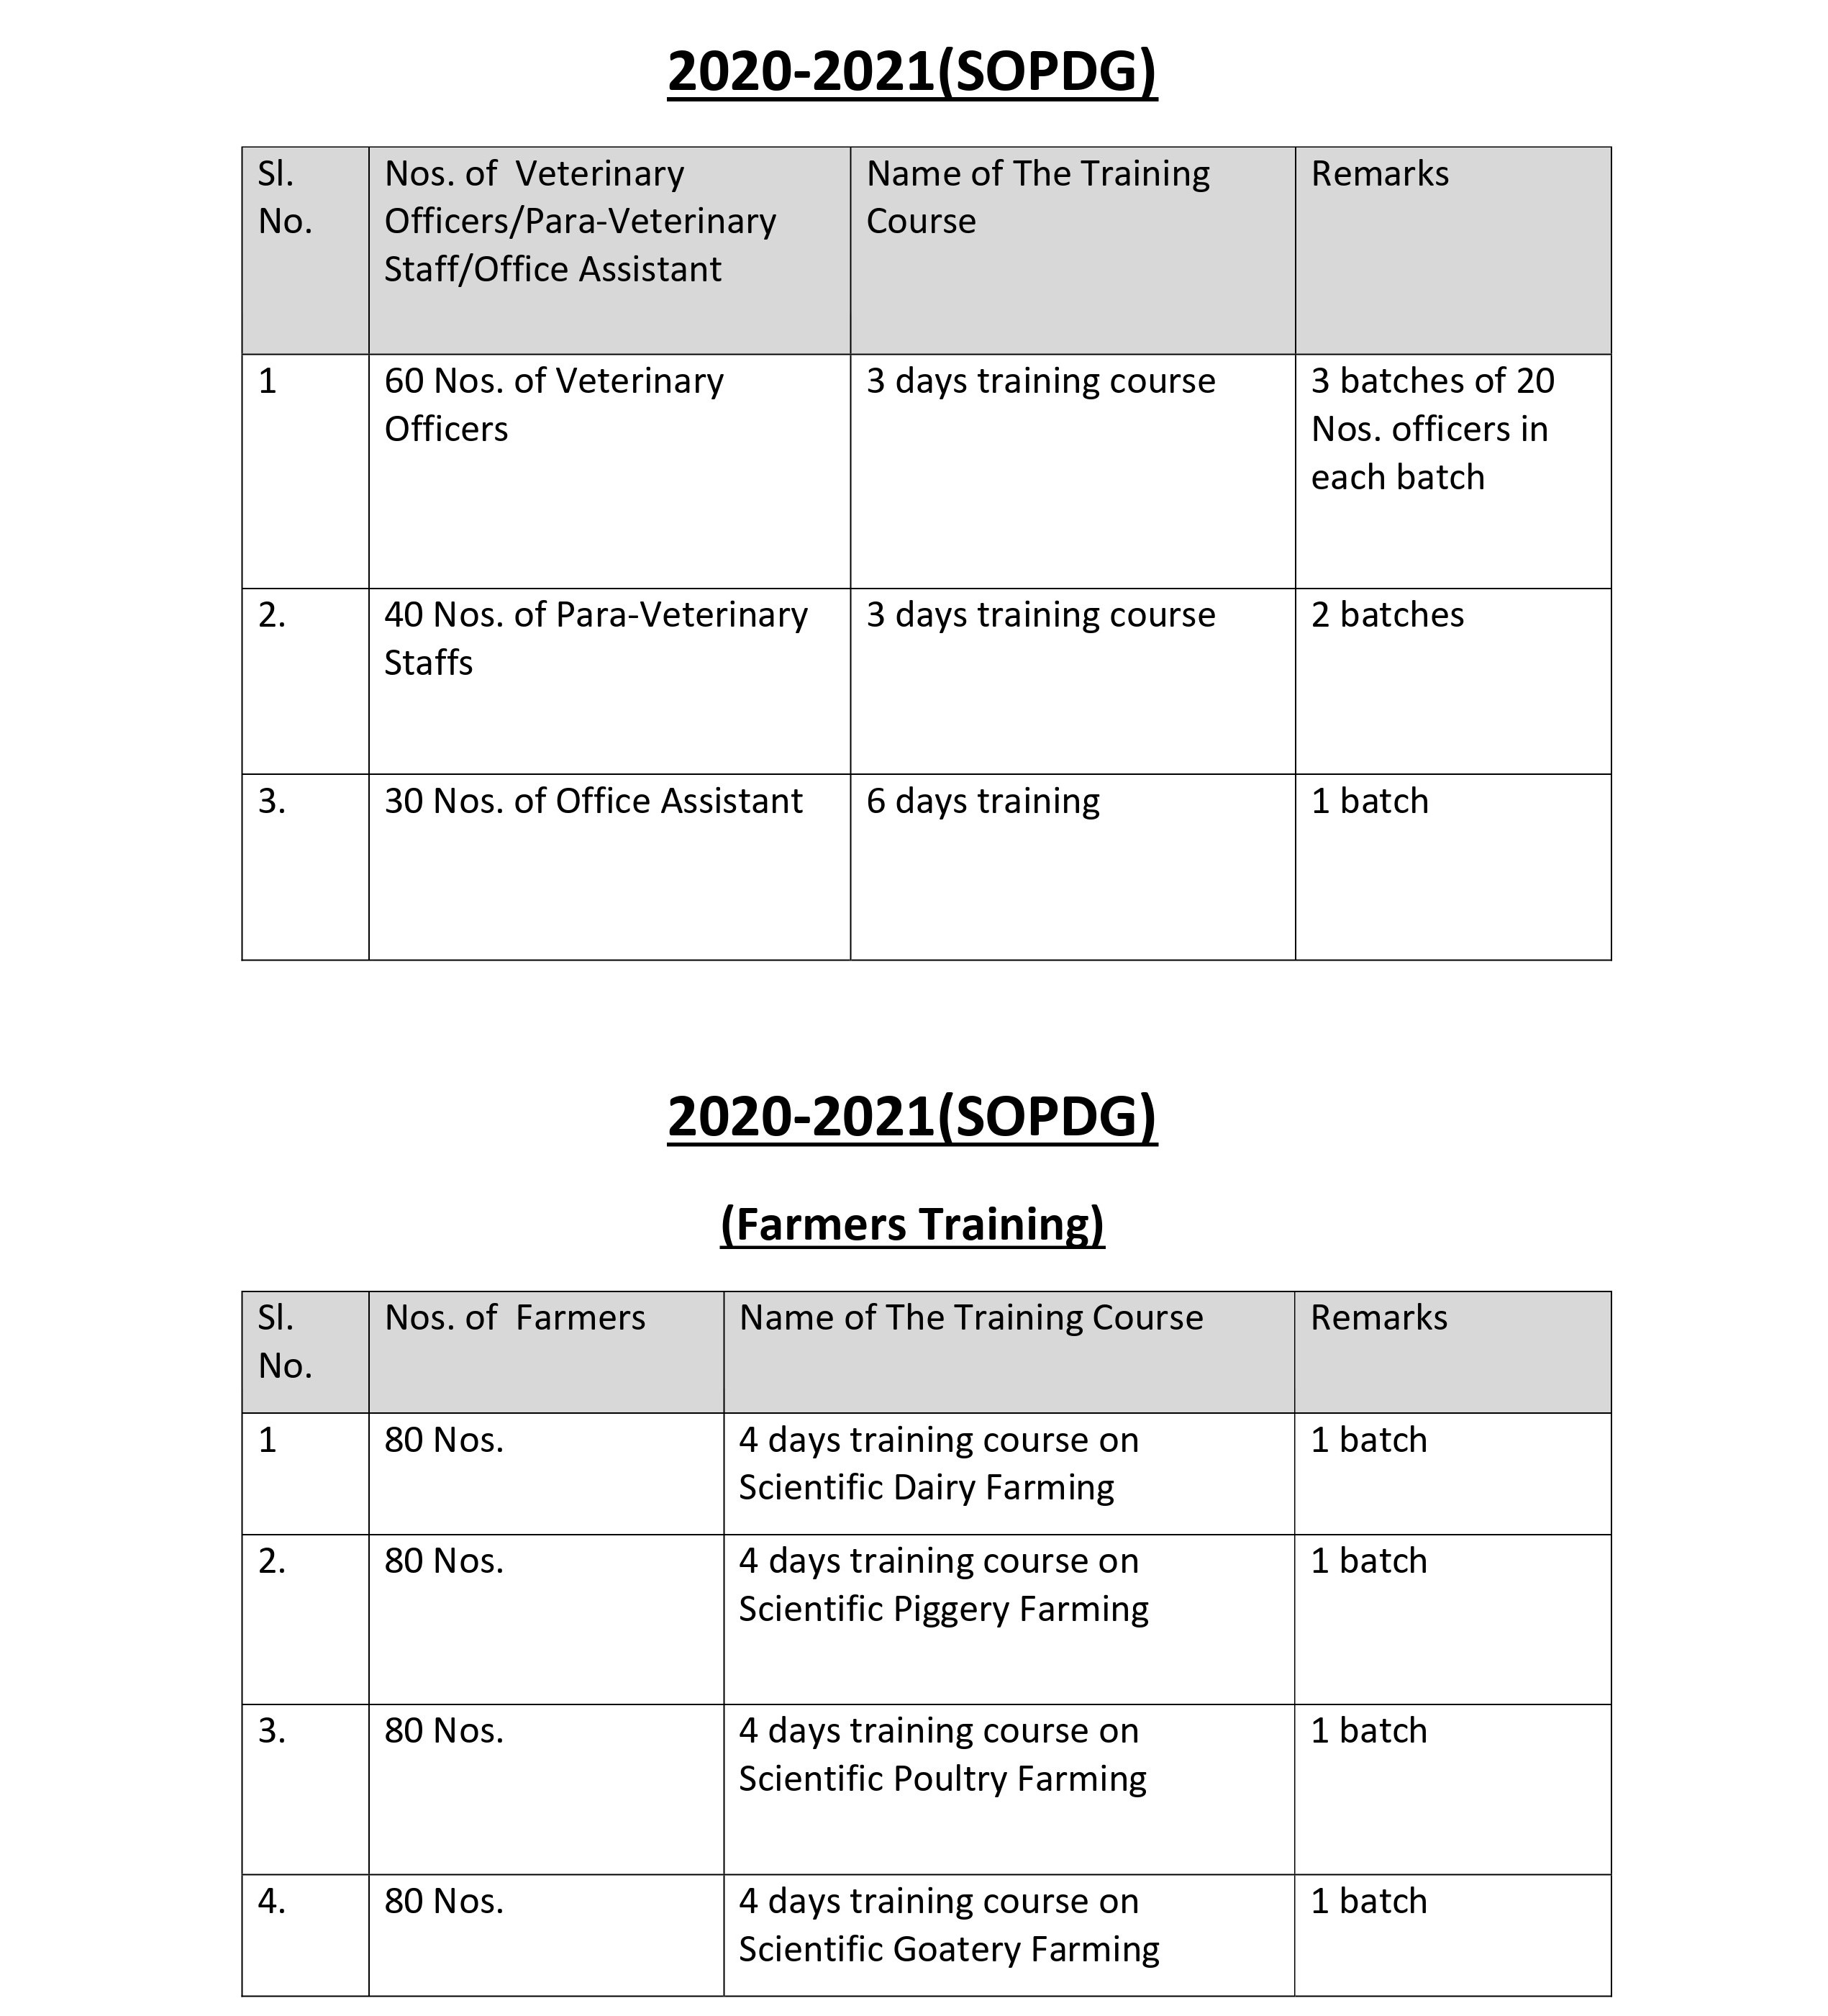 2020-2021(SOPDG)
Sl.
No.
Nos. of  Veterinary
Officers/Para-Veterinary
Staff/Office Assistant
Name of The Training
Course
Remarks
1
60 Nos. of Veterinary
Officers
3 days training course
3 batches of 20
Nos. officers in
each batch
2.
40 Nos. of Para-Veterinary
Staffs
3 days training course
2 batches
3.
30 Nos. of Office Assistant
6 days training
1 batch
2020-2021(SOPDG)
(Farmers Training)
Sl.
No.
Nos. of  Farmers
Name of The Training Course
Remarks
1
80 Nos.
4 days training course on
Scientific Dairy Farming
1 batch
2.
80 Nos.
4 days training course on
Scientific Piggery Farming
1 batch
3.
80 Nos.
4 days training course on
Scientific Poultry Farming
1 batch
4.
80 Nos.
4 days training course on
Scientific Goatery Farming
1 batch